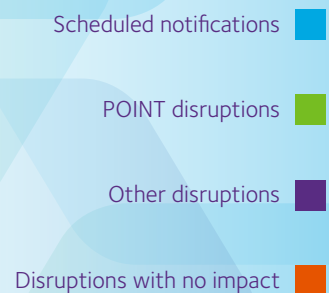 Scheduled notifications
POINT disruptions
Other disruptions
Disruptions with no impact